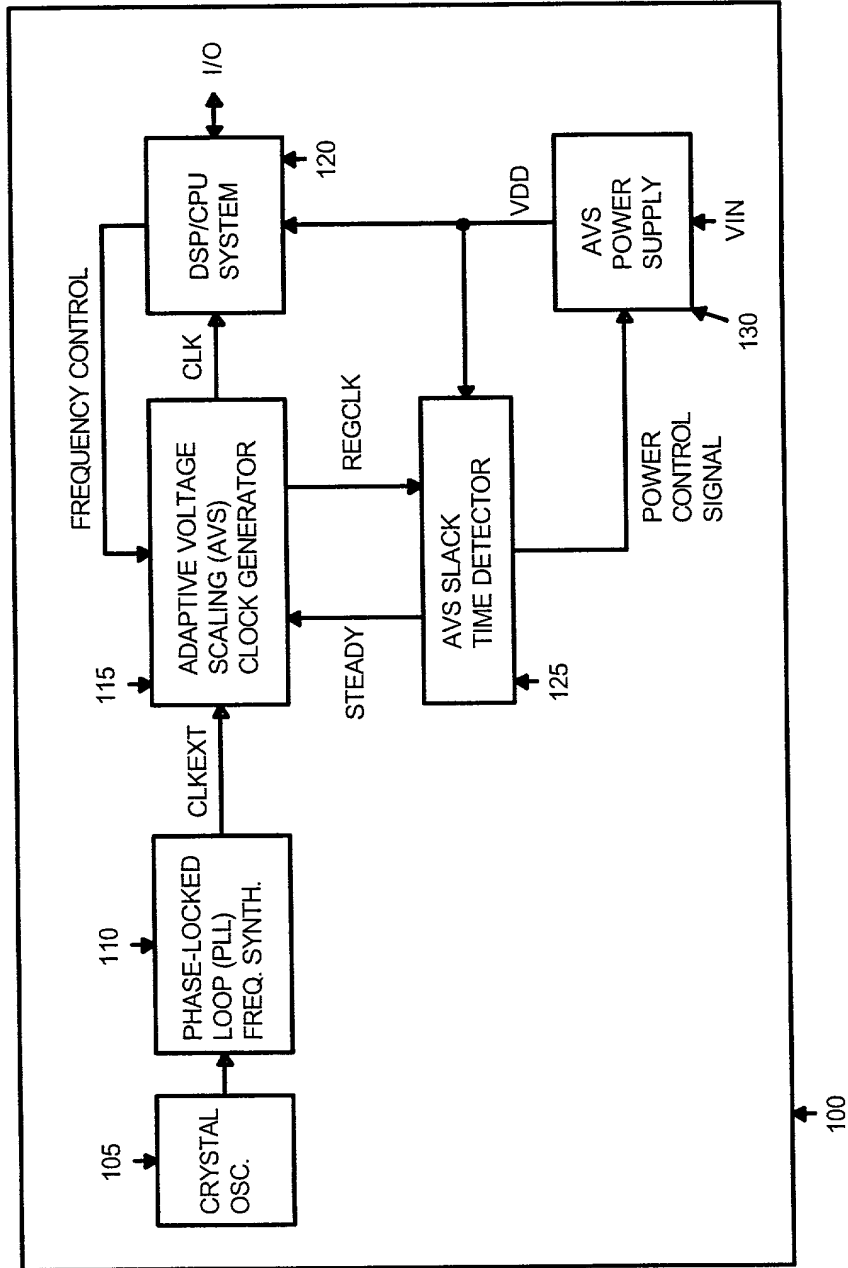 FREQUENCY CONTROL
105
CRYSTAL
OSC.
110
PHASE-LOCKED
LOOP (PLL)
FREQ. SYNTH.
CLKEXT
115
ADAPTIVE VOLTAGE
SCALING (AVS)
CLOCK GENERATOR
CLK
DSP/CPU
SYSTEM
I/O
120
STEADY
REGCLK
AVS SLACK
TIME DETECTOR
125
VDD
POWER
CONTROL
SIGNAL
AVS
POWER
SUPPLY
130
VIN
100